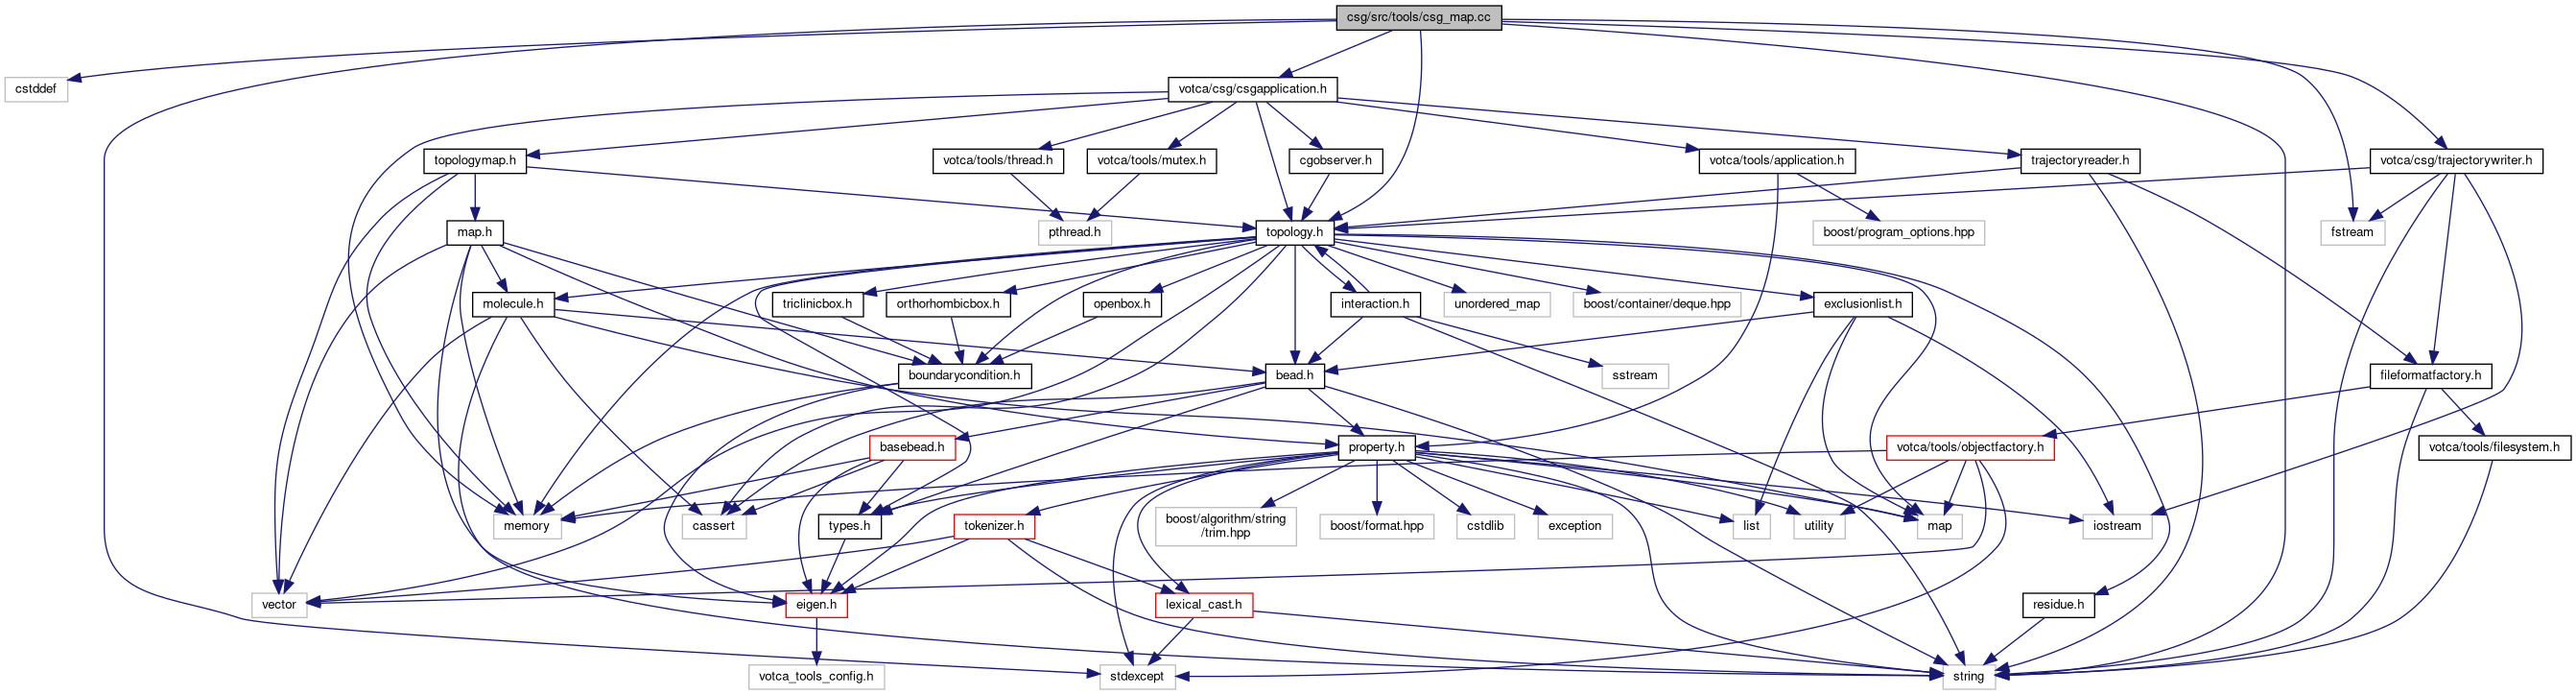 csg/src/tools/csg_map.cc
cstddef
votca/csg/csgapplication.h
topologymap.h
votca/tools/thread.h
votca/tools/mutex.h
cgobserver.h
votca/tools/application.h
trajectoryreader.h
votca/csg/trajectorywriter.h
map.h
pthread.h
topology.h
boost/program_options.hpp
fstream
molecule.h
triclinicbox.h
orthorhombicbox.h
openbox.h
interaction.h
unordered_map
boost/container/deque.hpp
exclusionlist.h
boundarycondition.h
bead.h
sstream
fileformatfactory.h
basebead.h
property.h
votca/tools/objectfactory.h
votca/tools/filesystem.h
memory
cassert
types.h
tokenizer.h
boost/algorithm/string
/trim.hpp
boost/format.hpp
cstdlib
exception
list
utility
map
iostream
vector
eigen.h
lexical_cast.h
residue.h
votca_tools_config.h
stdexcept
string